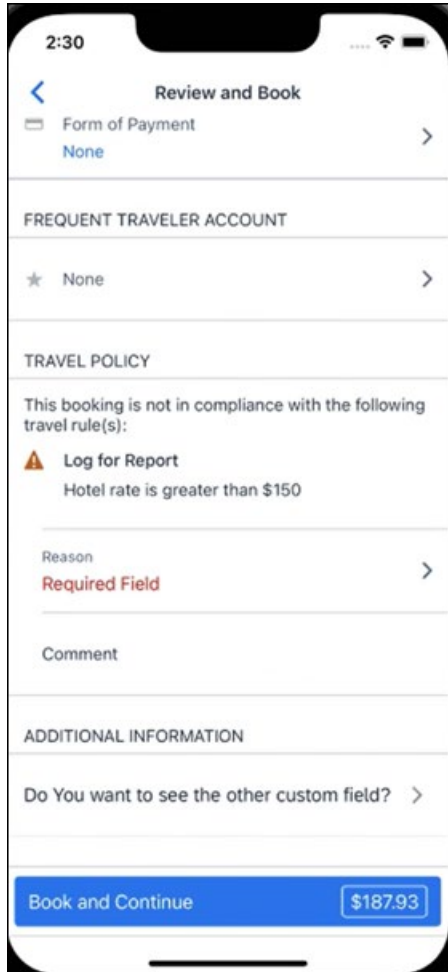 2:30
Review and Book
Form of Payment
None
FREQUENT TRAVELER ACCOUNT
None
TRAVEL POLICY
This booking is not in compliance with the following
travel rule(s):
Log for Report
Hotel rate is greater than $150
Reason
Required Field
Comment
ADDITIONAL INFORMATION
Do You want to see the other custom field?
Book and Continue $187.93